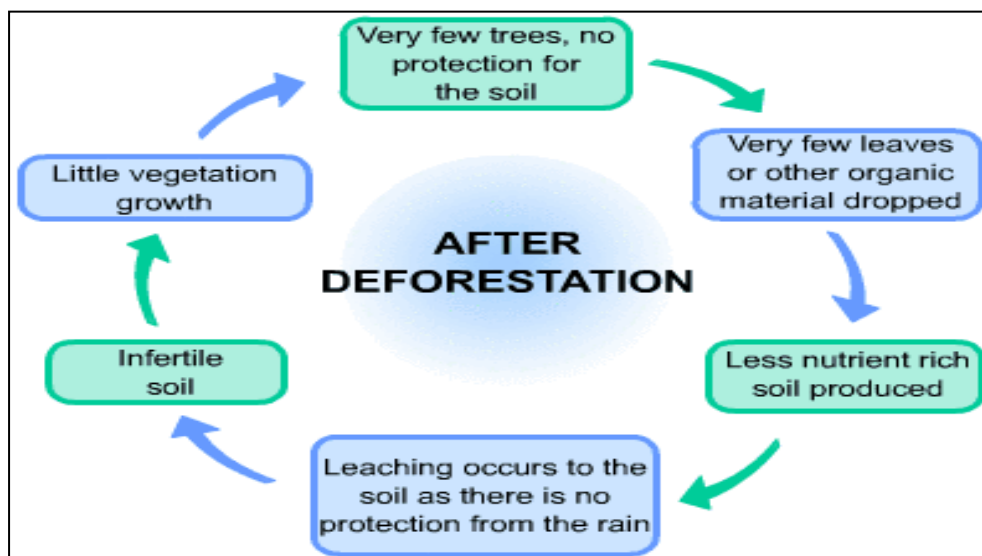 Very few trees, no
protection for
the soil
Very few leaves
or other organic
material dropped
Less nutrient rich
soil produced
Leaching occurs to the
soil as there is no
protection from the rain
Infertile
soil
Little vegetation
growth
AFTER
DEFORESTATION